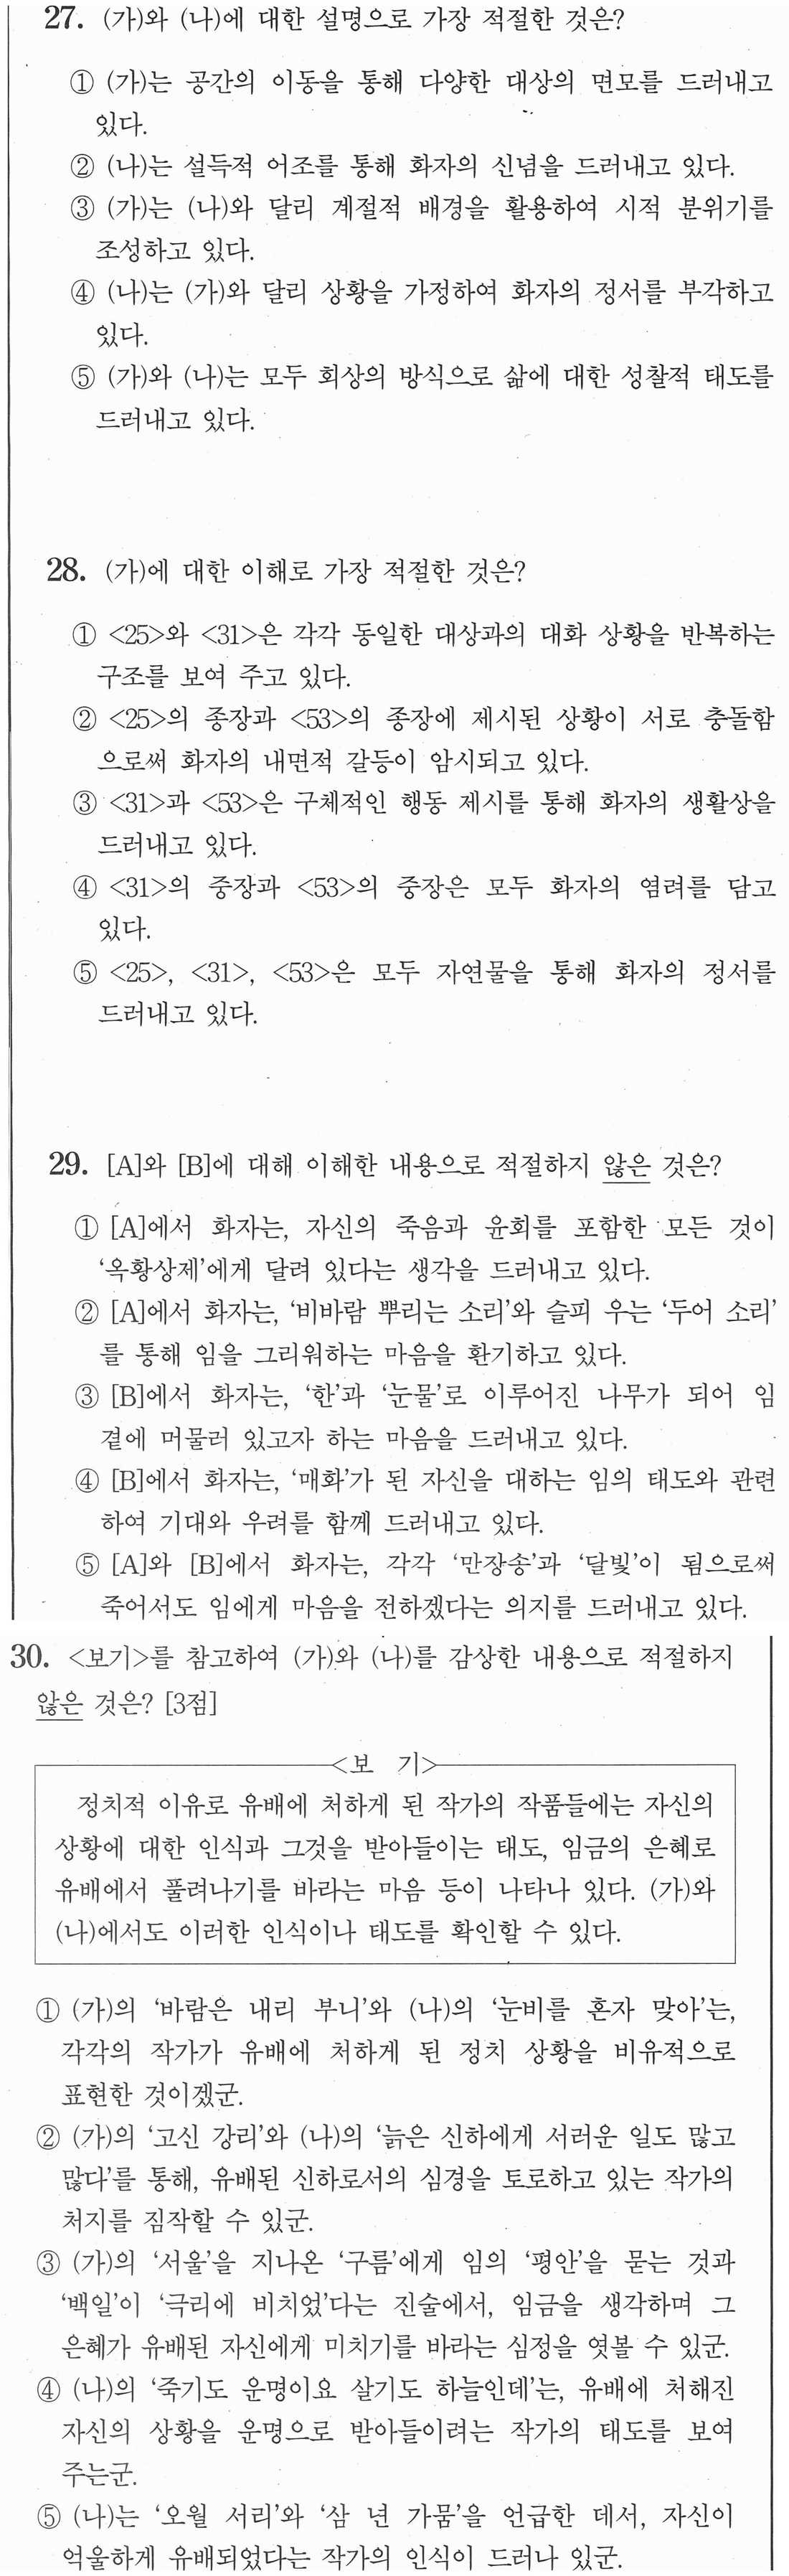 27. (가)와 (나)에 대한 설명으로 가장 적절한 것은?
① (가)는 공간의 이동을 통해 다양한 대상의 면모를 드러내고
있다.
② (나)는 설득적 어조를 통해 화자의 신념을 드러내고 있다.
③ (가)는 (나)와 달리 계절적 배경을 활용하여 시적 분위기를
조성하고 있다.
④ (나)는 (가)와 달리 상황을 가정하여 화자의 정서를 부각하고
있다.
⑤ (가)와 (나)는 모두 회상의 방식으로 삶에 대한 성찰적 태도를
드러내고 있다.
28. (가)에 대한 이해로 가장 적절한 것은?
① <25>와 <31>은 각각 동일한 대상과의 대화 상황을 반복하는
구조를 보여 주고 있다.
② <25>의 종장과 <53>의 종장에 제시된 상황이 서로 충돌함
으로써 화자의 내면적 갈등이 암시되고 있다.
③ <31>과 <53>은 구체적인 행동 제시를 통해 화자의 생활상을
드러내고 있다.
④ <31>의 중장과 <53>의 중장은 모두 화자의 염려를 담고
있다.
⑤ <25>, <31>, <53>은 모두 자연물을 통해 화자의 정서를
드러내고 있다.
29. [A]와 [B]에 대해 이해한 내용으로 적절하지 않은 것은?
① [A]에서 화자는, 자신의 죽음과 윤회를 포함한 모든 것이
‘옥황상제’에게 달려 있다는 생각을 드러내고 있다.
② [A]에서 화자는, ‘비바람 뿌리는 소리’와 슬피 우는 ‘두어 소리’
를 통해 임을 그리워하는 마음을 환기하고 있다.
③ [B]에서 화자는, ‘한’과 ‘눈물’로 이루어진 나무가 되어 임
곁에 머물러 있고자 하는 마음을 드러내고 있다.
④ [B]에서 화자는, ‘매화’가 된 자신을 대하는 임의 태도와 관련
하여 기대와 우려를 함께 드러내고 있다.
⑤ [A]와 [B]에서 화자는, 각각 ‘만장송’과 ‘달빛’이 됨으로써
죽어서도 임에게 마음을 전하겠다는 의지를 드러내고 있다.
30. <보기>를 참고하여 (가)와 (나)를 감상한 내용으로 적절하지
않은 것은? [3점]
<보 기>
정치적 이유로 유배에 처하게 된 작가의 작품들에는 자신의
상황에 대한 인식과 그것을 받아들이는 태도, 임금의 은혜로
유배에서 풀려나기를 바라는 마음 등이 나타나 있다. (가)와
(나)에서도 이러한 인식이나 태도를 확인할 수 있다.
① (가)의 ‘바람은 내리 부니’와 (나)의 ‘눈비를 혼자 맞아’는,
각각의 작가가 유배에 처하게 된 정치 상황을 비유적으로
표현한 것이겠군.
② (가)의 ‘고신 강리’와 (나)의 ‘늙은 신하에게 서러운 일도 많고
많다’를 통해, 유배된 신하로서의 심경을 토로하고 있는 작가의
처지를 짐작할 수 있군.
③ (가)의 ‘서울’을 지나온 ‘구름’에게 임의 ‘평안’을 묻는 것과
‘백일’이 ‘극리에 비치었’다는 진술에서, 임금을 생각하며 그
은혜가 유배된 자신에게 미치기를 바라는 심정을 엿볼 수 있군.
④ (나)의 ‘죽기도 운명이요 살기도 하늘인데’는, 유배에 처해진
자신의 상황을 운명으로 받아들이려는 작가의 태도를 보여
주는군.
⑤ (나)는 ‘오월 서리’와 ‘삼 년 가뭄’을 언급한 데서, 자신이
억울하게 유배되었다는 작가의 인식이 드러나 있군.